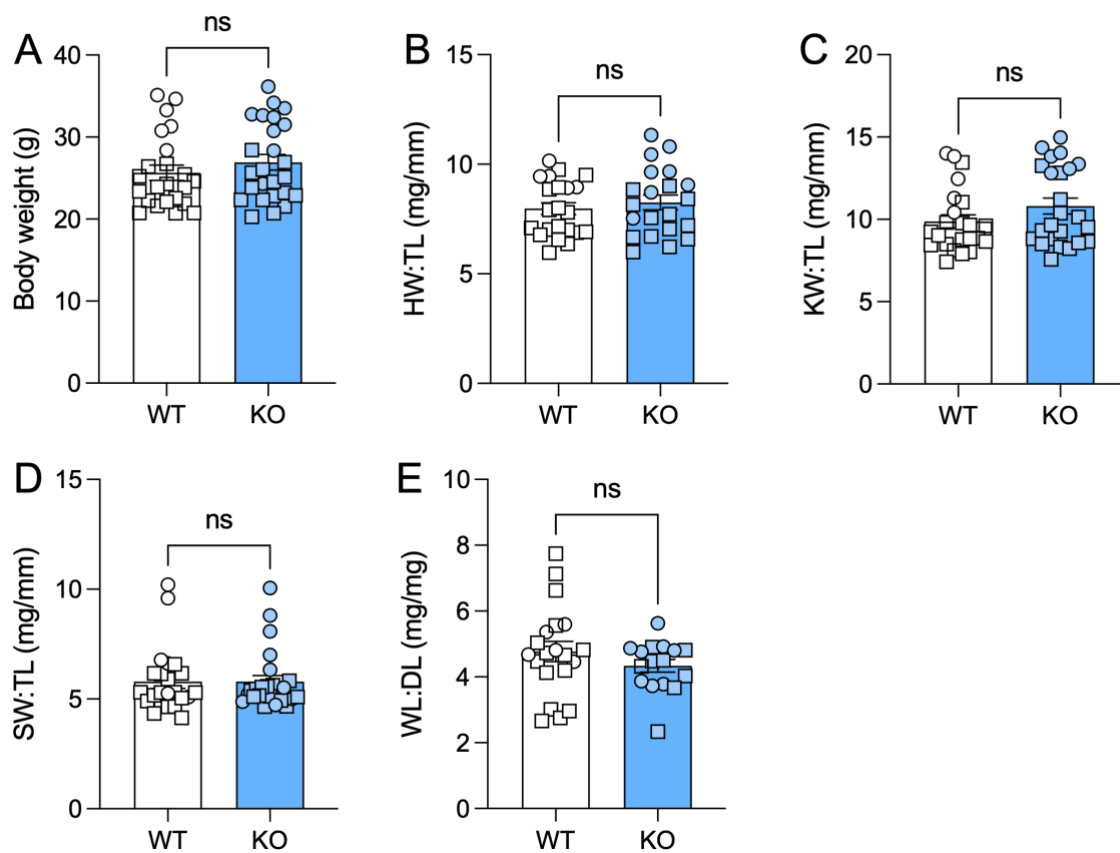 A
Body weight (g)
40
30
20
10
0
ns
WT KO
B
HW:TL (mg/mm)
15
10
5
0
ns
WT KO
C
KW:TL (mg/mm)
20
15
10
5
0
ns
WT KO
D
SW:TL (mg/mm)
15
10
5
0
ns
WT KO
E
WL:DL (mg/mg)
10
8
6
4
2
0
ns
WT KO